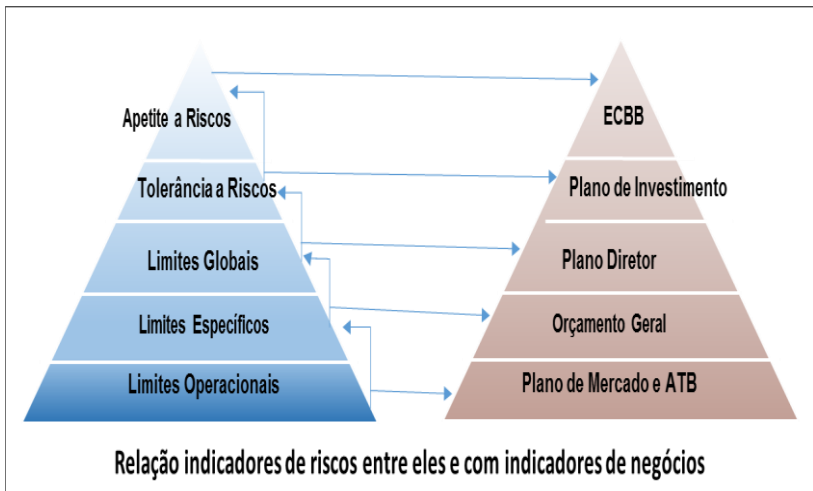 Apetite a Riscos
ECBB
Tolerância a Riscos
Plano de Investimento
Limites Globais
Plano Diretor
Limites Específicos
Orçamento Geral
Limites Operacionais
Plano de Mercado e ATB
Relação indicadores de riscos entre eles e com indicadores de negócios